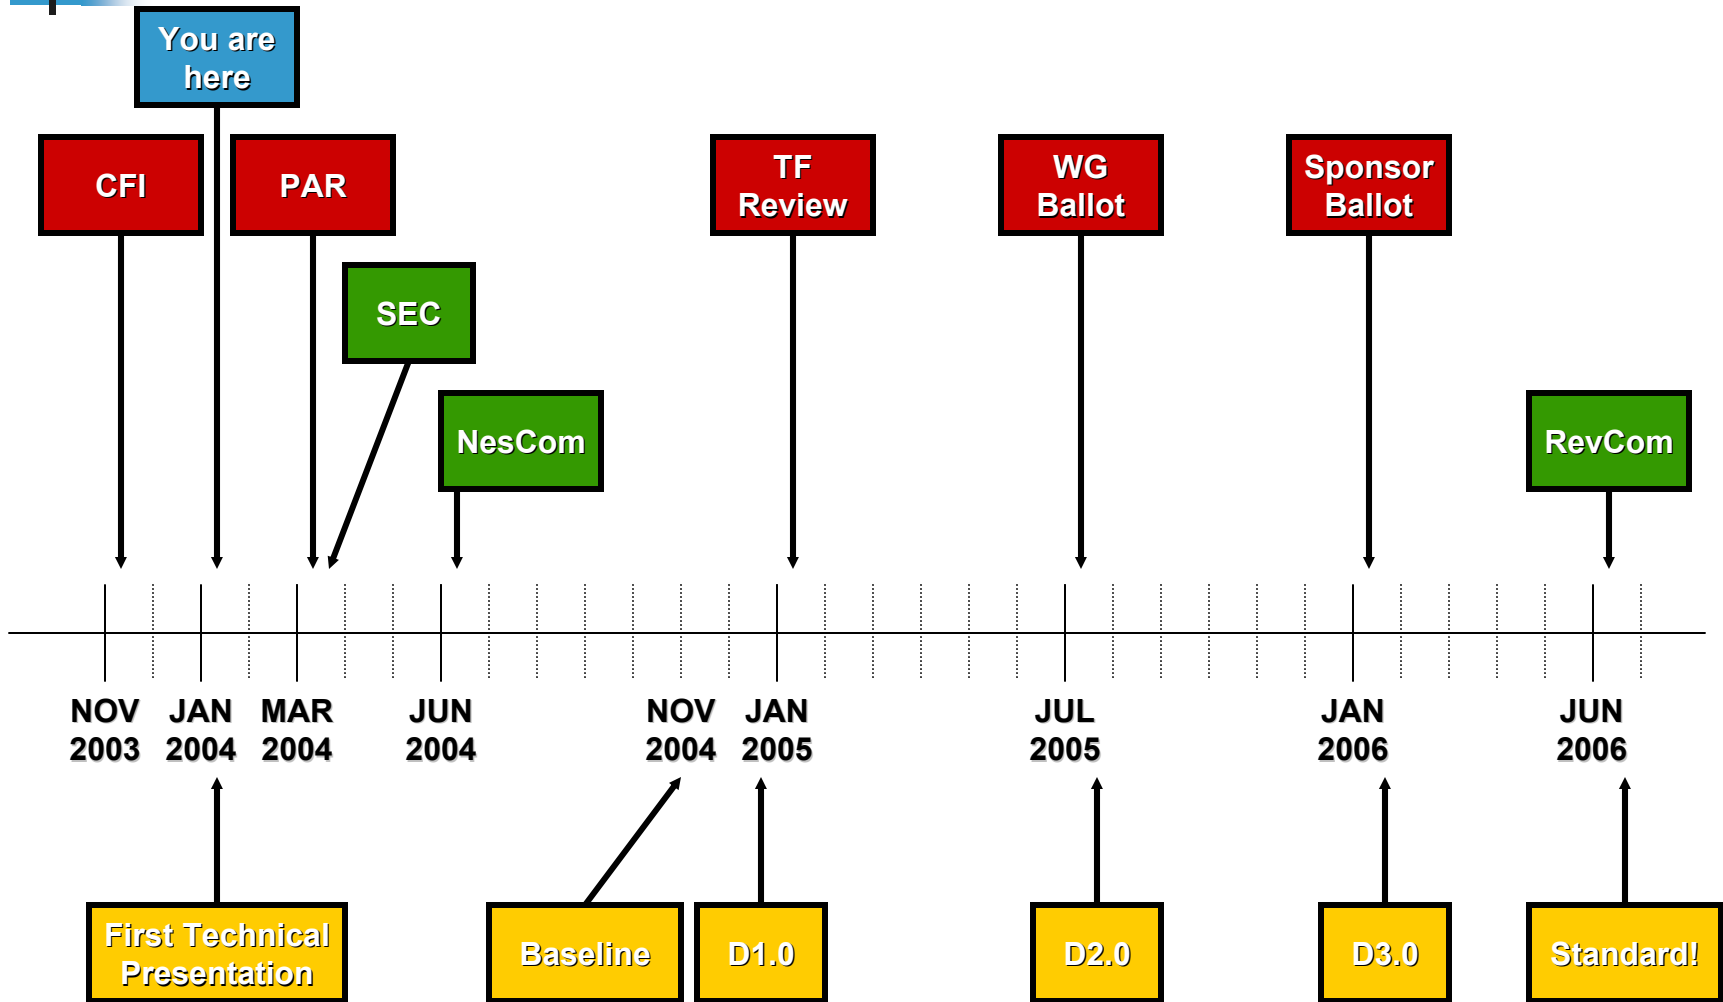 You are
here
CFI
PAR
TF
Review
WG
Ballot
Sponsor
Ballot
SEC
NesCom
RevCom
NOV
2003
JAN
2004
MAR
2004
JUN
2004
NOV
2004
JAN
2005
JUL
2005
JAN
2006
JUN
2006
First Technical
Presentation
Baseline
D1.0
D2.0
D3.0
Standard!